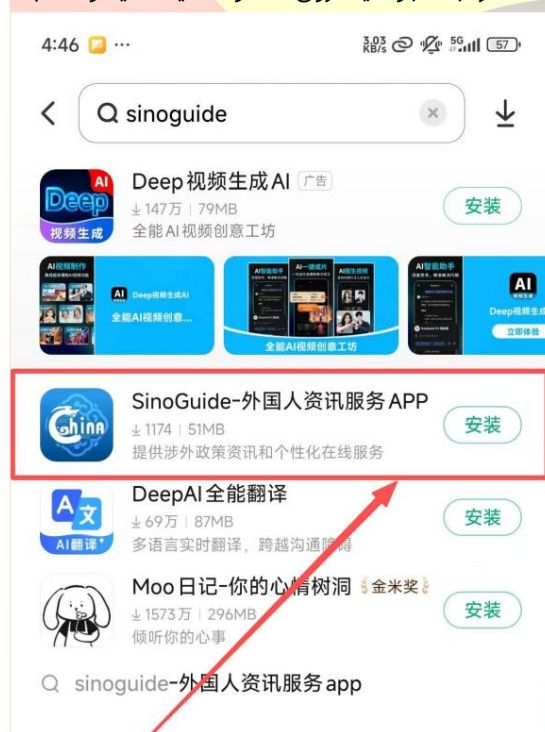 4:46 ··· 3.03 KB/s 5G 57
sinoguide
AI
Deep
视频生成
Deep视频生成AI 广告
147万 | 79MB
全能AI视频创意工坊
安装
AI视频制作
AI Deep视频生成AI
全能AI视频创意...
AI智能助手 AI一键成片 AI图生视频
全能AI视频创意工坊
AI智能助手
AI
Deep视频生成
立即体验
China
SinoGuide-外国人资讯服务APP
1174 | 51MB
提供涉外政策资讯和个性化在线服务
安装
A文
AI翻译
DeepAI全能翻译
69万 | 87MB
多语言实时翻译，跨越沟通障碍
安装
Moo日记-你的心情树洞 金米奖
1573万 | 296MB
倾听你的心事
安装
sinoguide-外国人资讯服务app